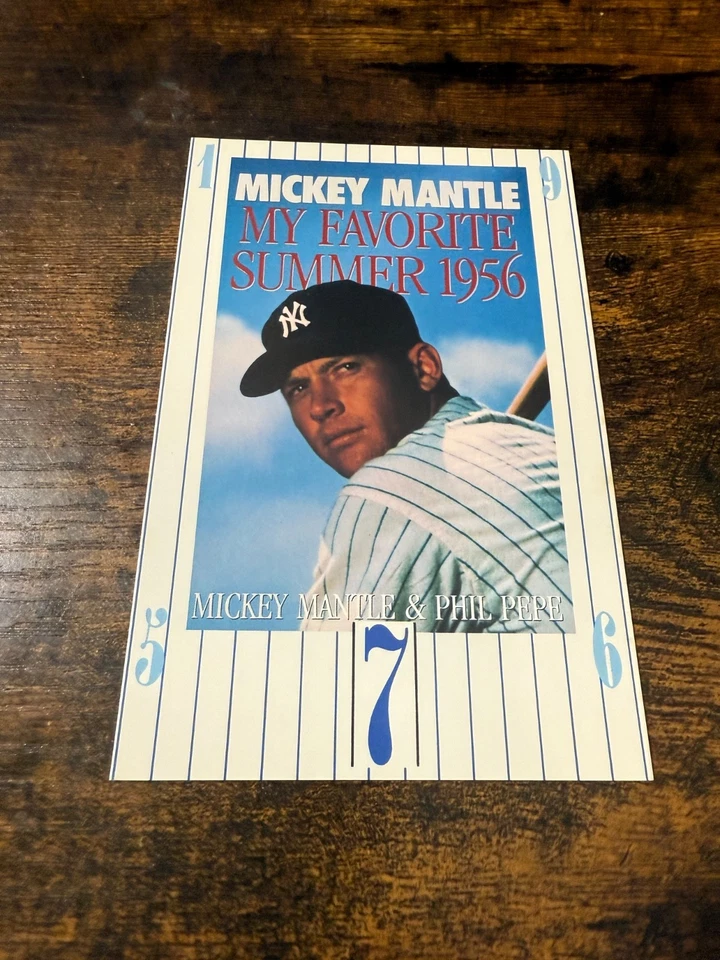 1 9
MICKEY MANTLE
MY FAVORITE
SUMMER 1956
NY
MICKEY MANTLE & PHIL PEPE
5 6
7